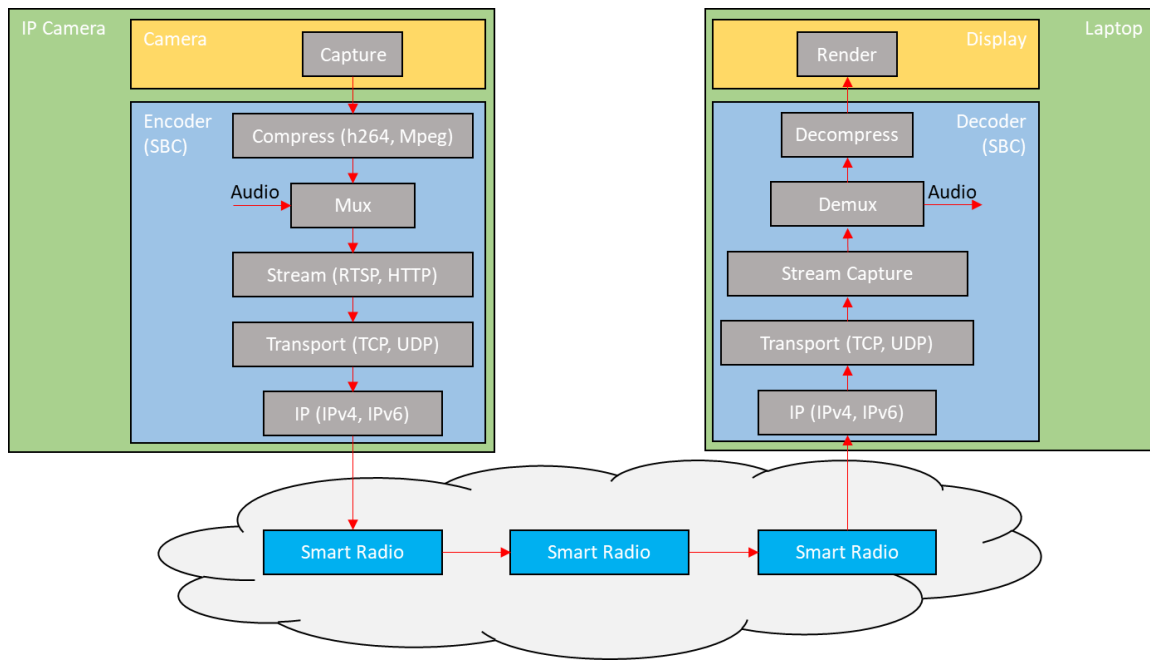 IP Camera
Camera
Capture
Encoder
(SBC)
Compress (h264, Mpeg)
Audio
Mux
Stream (RTSP, HTTP)
Transport (TCP, UDP)
IP (IPv4, IPv6)
Laptop
Display
Render
Decoder
(SBC)
Decompress
Demux
Audio
Stream Capture
Transport (TCP, UDP)
IP (IPv4, IPv6)
Smart Radio
Smart Radio
Smart Radio